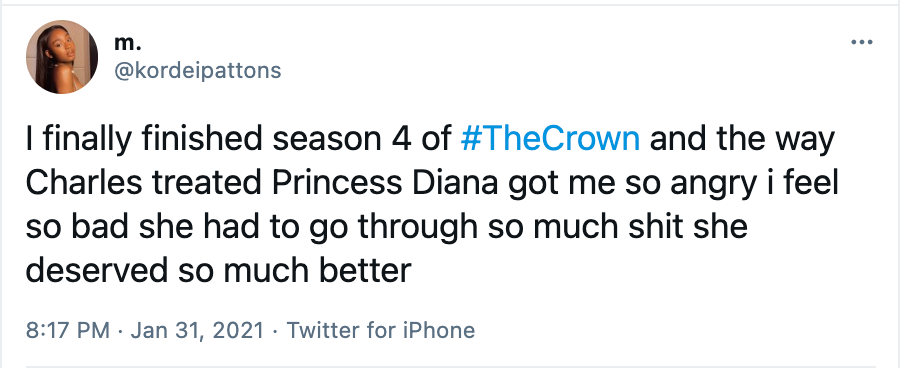 m.
@kordeipattons
I finally finished season 4 of #TheCrown and the way
Charles treated Princess Diana got me so angry i feel
so bad she had to go through so much shit she
deserved so much better
8:17 PM · Jan 31, 2021 · Twitter for iPhone